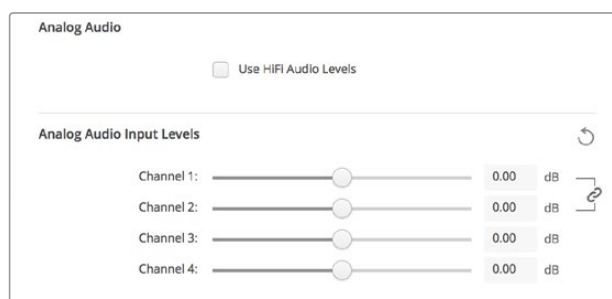 Analog Audio
Use HiFi Audio Levels
Analog Audio Input Levels
Channel 1: 0.00 dB
Channel 2: 0.00 dB
Channel 3: 0.00 dB
Channel 4: 0.00 dB